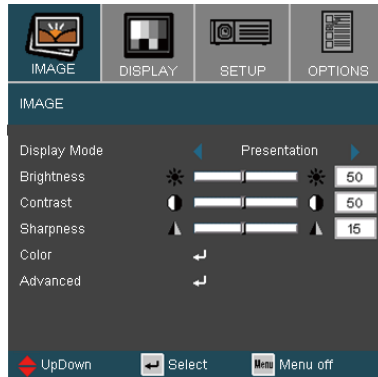 IMAGE DISPLAY SETUP OPTIONS
IMAGE
Display Mode Presentation
Brightness 50
Contrast 50
Sharpness 15
Color
Advanced
UpDown Select Menu Menu off